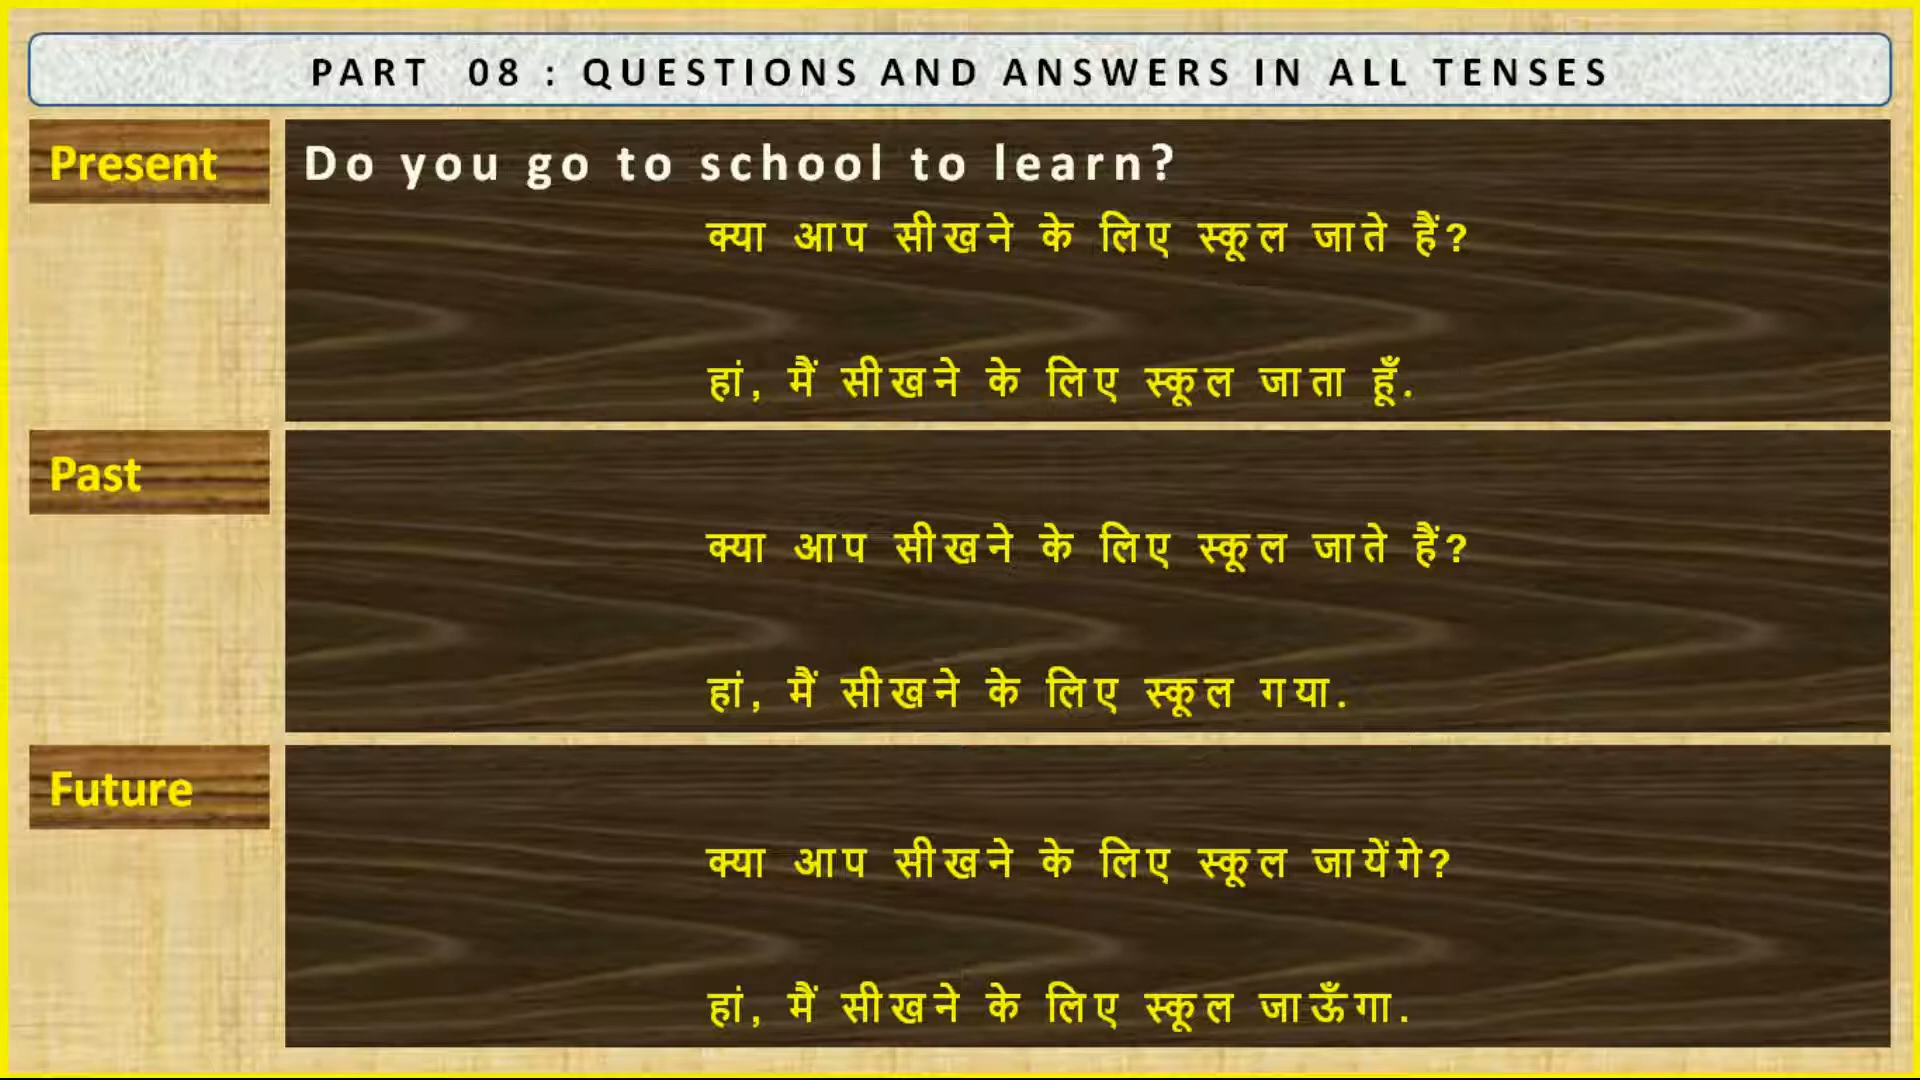 PART 08 : QUESTIONS AND ANSWERS IN ALL TENSES
Present
Do you go to school to learn?
क्या आप सीखने के लिए स्कूल जाते हैं?
हां, मैं सीखने के लिए स्कूल जाता हूँ.
Past
क्या आप सीखने के लिए स्कूल जाते हैं?
हां, मैं सीखने के लिए स्कूल गया.
Future
क्या आप सीखने के लिए स्कूल जायेंगे?
हां, मैं सीखने के लिए स्कूल जाऊँगा.